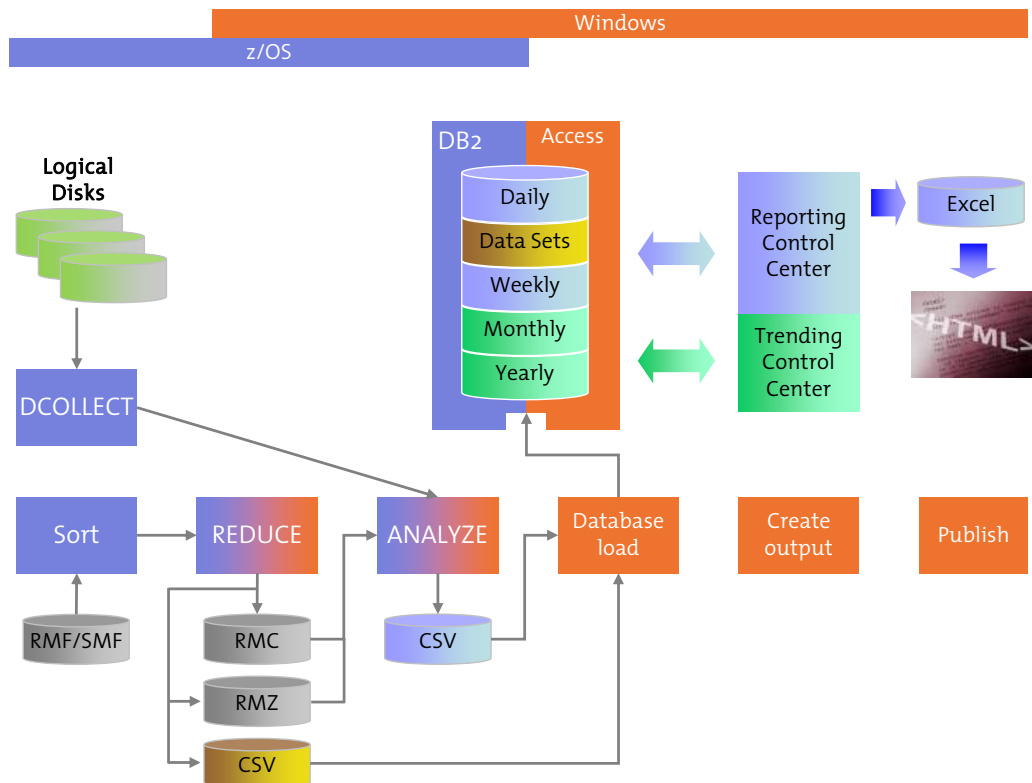 Windows
z/OS
DB2
Access
Logical
Disks
Daily
Data Sets
Weekly
Monthly
Yearly
Reporting
Control
Center
Trending
Control
Center
Excel
<HTML>
DCOLLECT
Sort
REDUCE
ANALYZE
Database
load
Create
output
Publish
RMF/SMF
RMC
CSV
RMZ
CSV